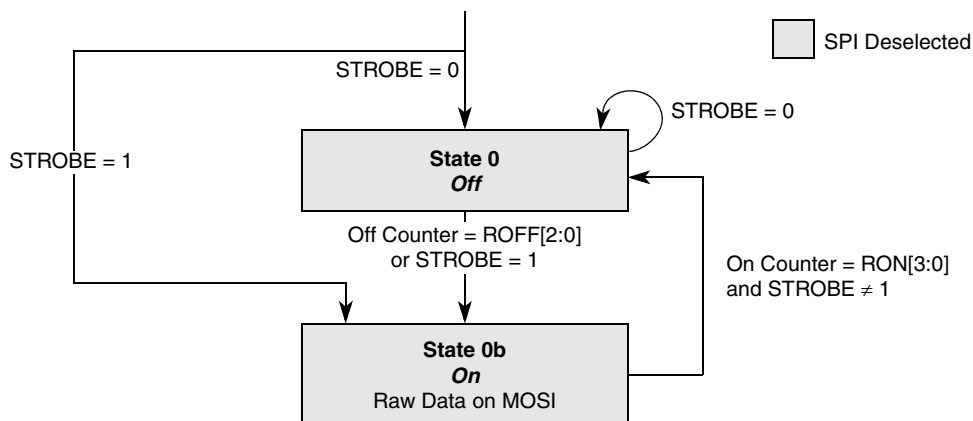 SPI Deselected
STROBE = 0
STROBE = 0
STROBE = 1
State 0
Off
Off Counter = ROFF[2:0]
or STROBE = 1
On Counter = RON[3:0]
and STROBE ≠ 1
State 0b
On
Raw Data on MOSI